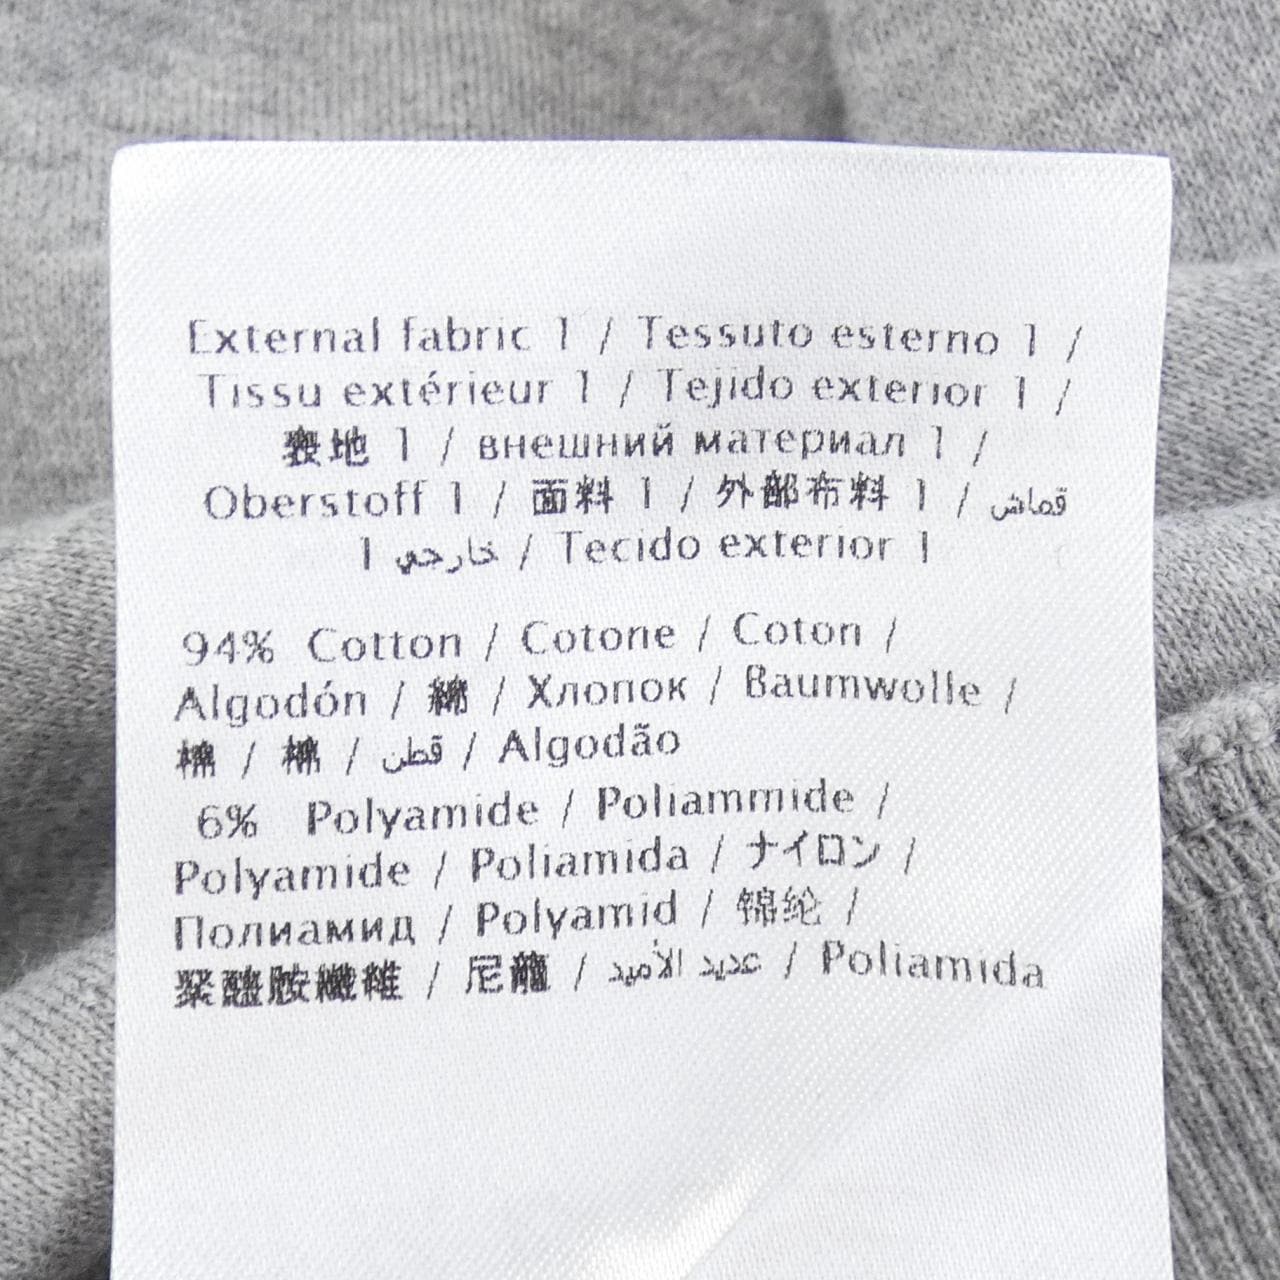 External fabric 1 / Tessuto esterno 1 /
Tissu extérieur 1 / Tejido exterior 1 /
表地 1 / внешний материал 1 /
Oberstoff 1 / 面料 1 / 外部布料 1 / قماش
خارجي 1 / Tecido exterior 1
94% Cotton / Cotone / Coton /
Algodón / 綿 / Хлопок / Baumwolle /
棉 / 棉 / قطن / Algodão
6% Polyamide / Poliammide /
Polyamide / Poliamida / ナイロン /
Полиамид / Polyamid / 锦纶 /
聚醯胺纖維 / 尼龍 / عديد الأميد / Poliamida